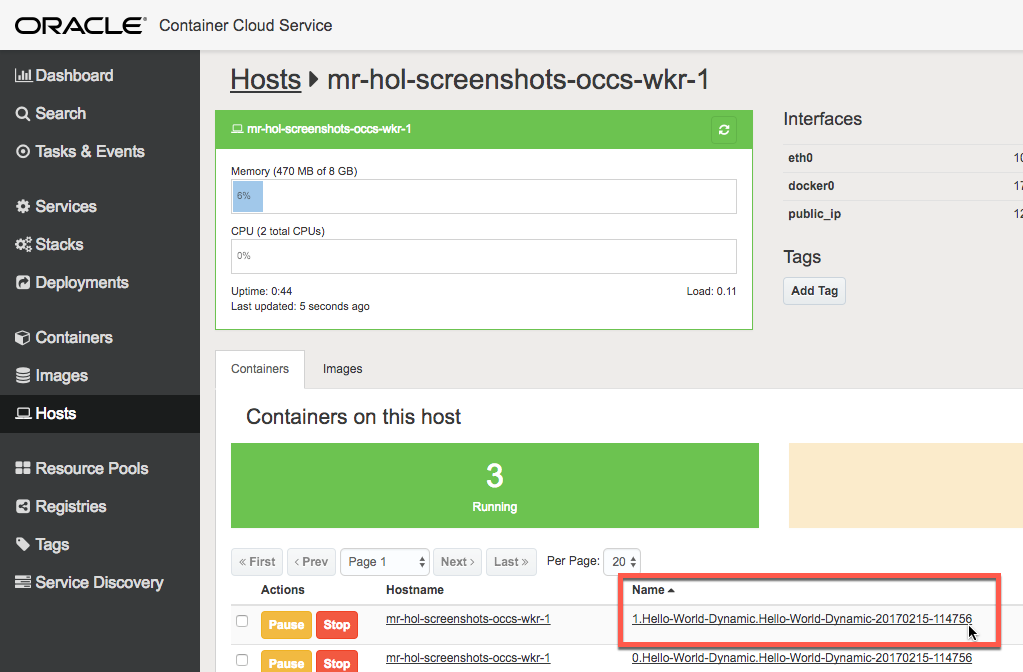 ORACLE® Container Cloud Service
Dashboard
Search
Tasks & Events
Services
Stacks
Deployments
Containers
Images
Hosts
Resource Pools
Registries
Tags
Service Discovery
Hosts mr-hol-screenshots-occs-wkr-1
mr-hol-screenshots-occs-wkr-1
Memory (470 MB of 8 GB)
6%
CPU (2 total CPUs)
0%
Uptime: 0:44 Load: 0.11
Last updated: 5 seconds ago
Interfaces
eth0 10
docker0 17
public_ip 12
Tags
Add Tag
Containers Images
Containers on this host
3
Running
« First ‹ Prev Page 1 Next › Last » Per Page: 20
Actions Hostname Name
Pause Stop mr-hol-screenshots-occs-wkr-1 1.Hello-World-Dynamic.Hello-World-Dynamic-20170215-114756
Pause Stop mr-hol-screenshots-occs-wkr-1 0.Hello-World-Dynamic.Hello-World-Dynamic-20170215-114756